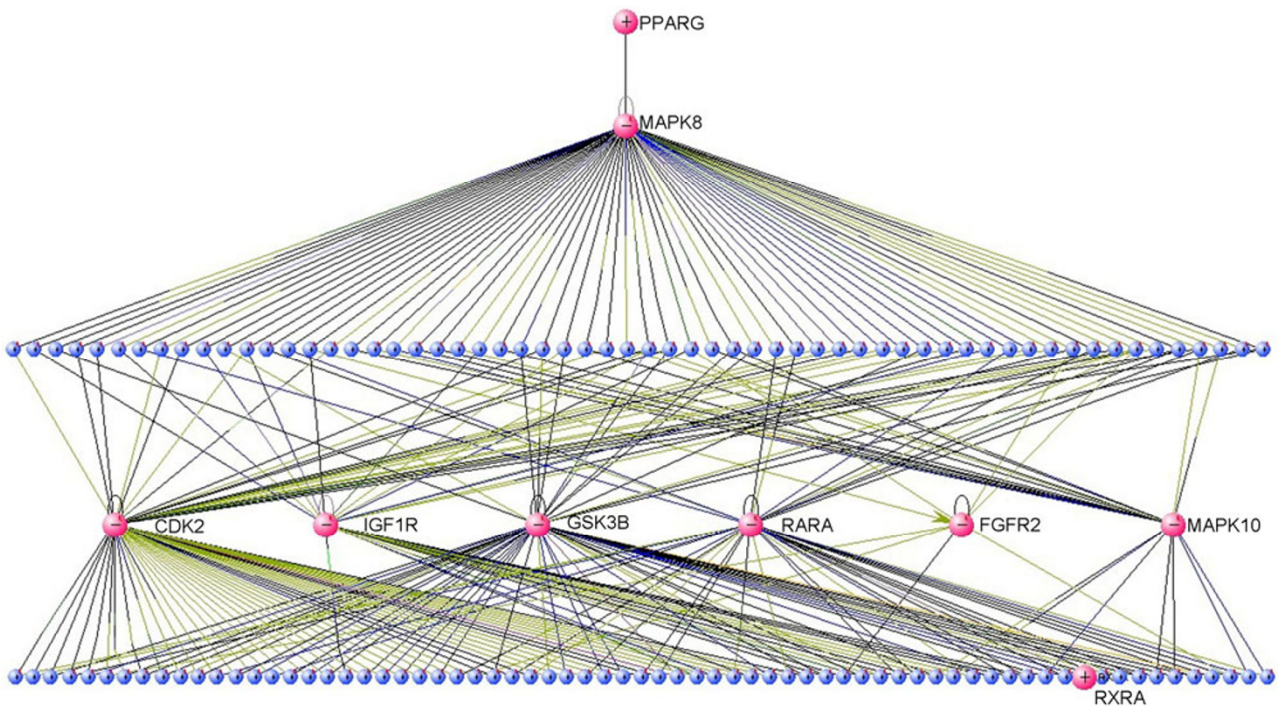 + PPARG
− MAPK8
− CDK2
− IGF1R
− GSK3B
− RARA
− FGFR2
− MAPK10
+
RXRA